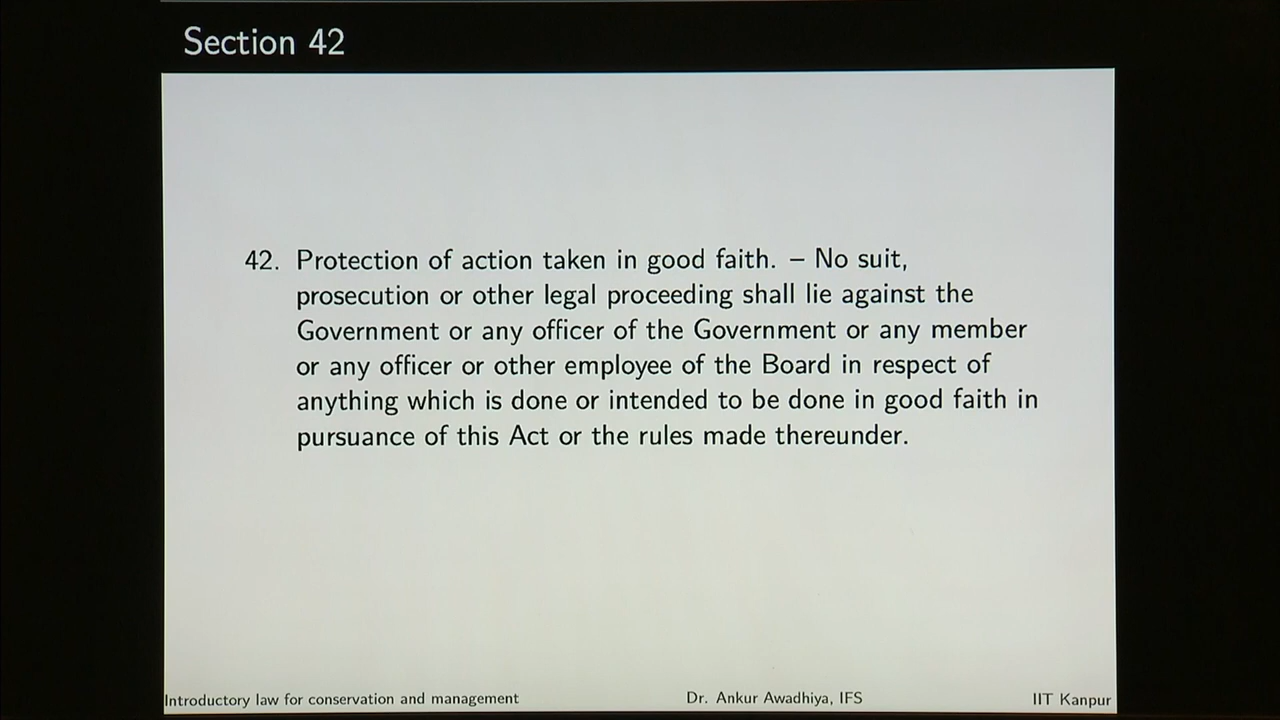 Section 42
42. Protection of action taken in good faith. – No suit,
prosecution or other legal proceeding shall lie against the
Government or any officer of the Government or any member
or any officer or other employee of the Board in respect of
anything which is done or intended to be done in good faith in
pursuance of this Act or the rules made thereunder.
Introductory law for conservation and management Dr. Ankur Awadhiya, IFS IIT Kanpur